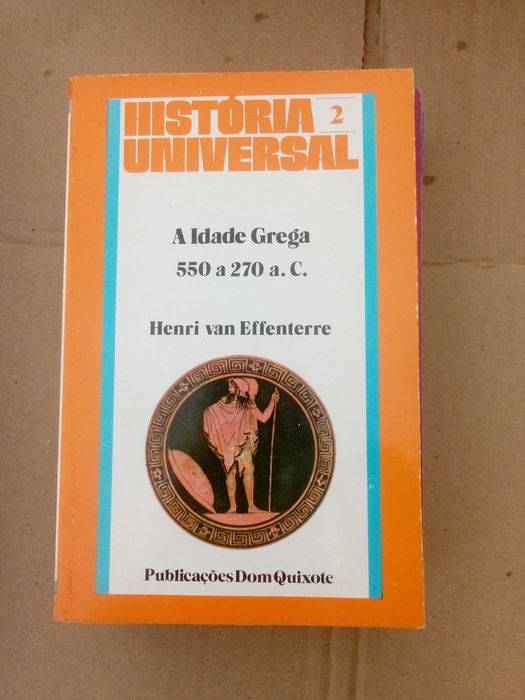 HISTÓRIA 2
UNIVERSAL
A Idade Grega
550 a 270 a. C.
Henri van Effenterre
Publicações Dom Quixote